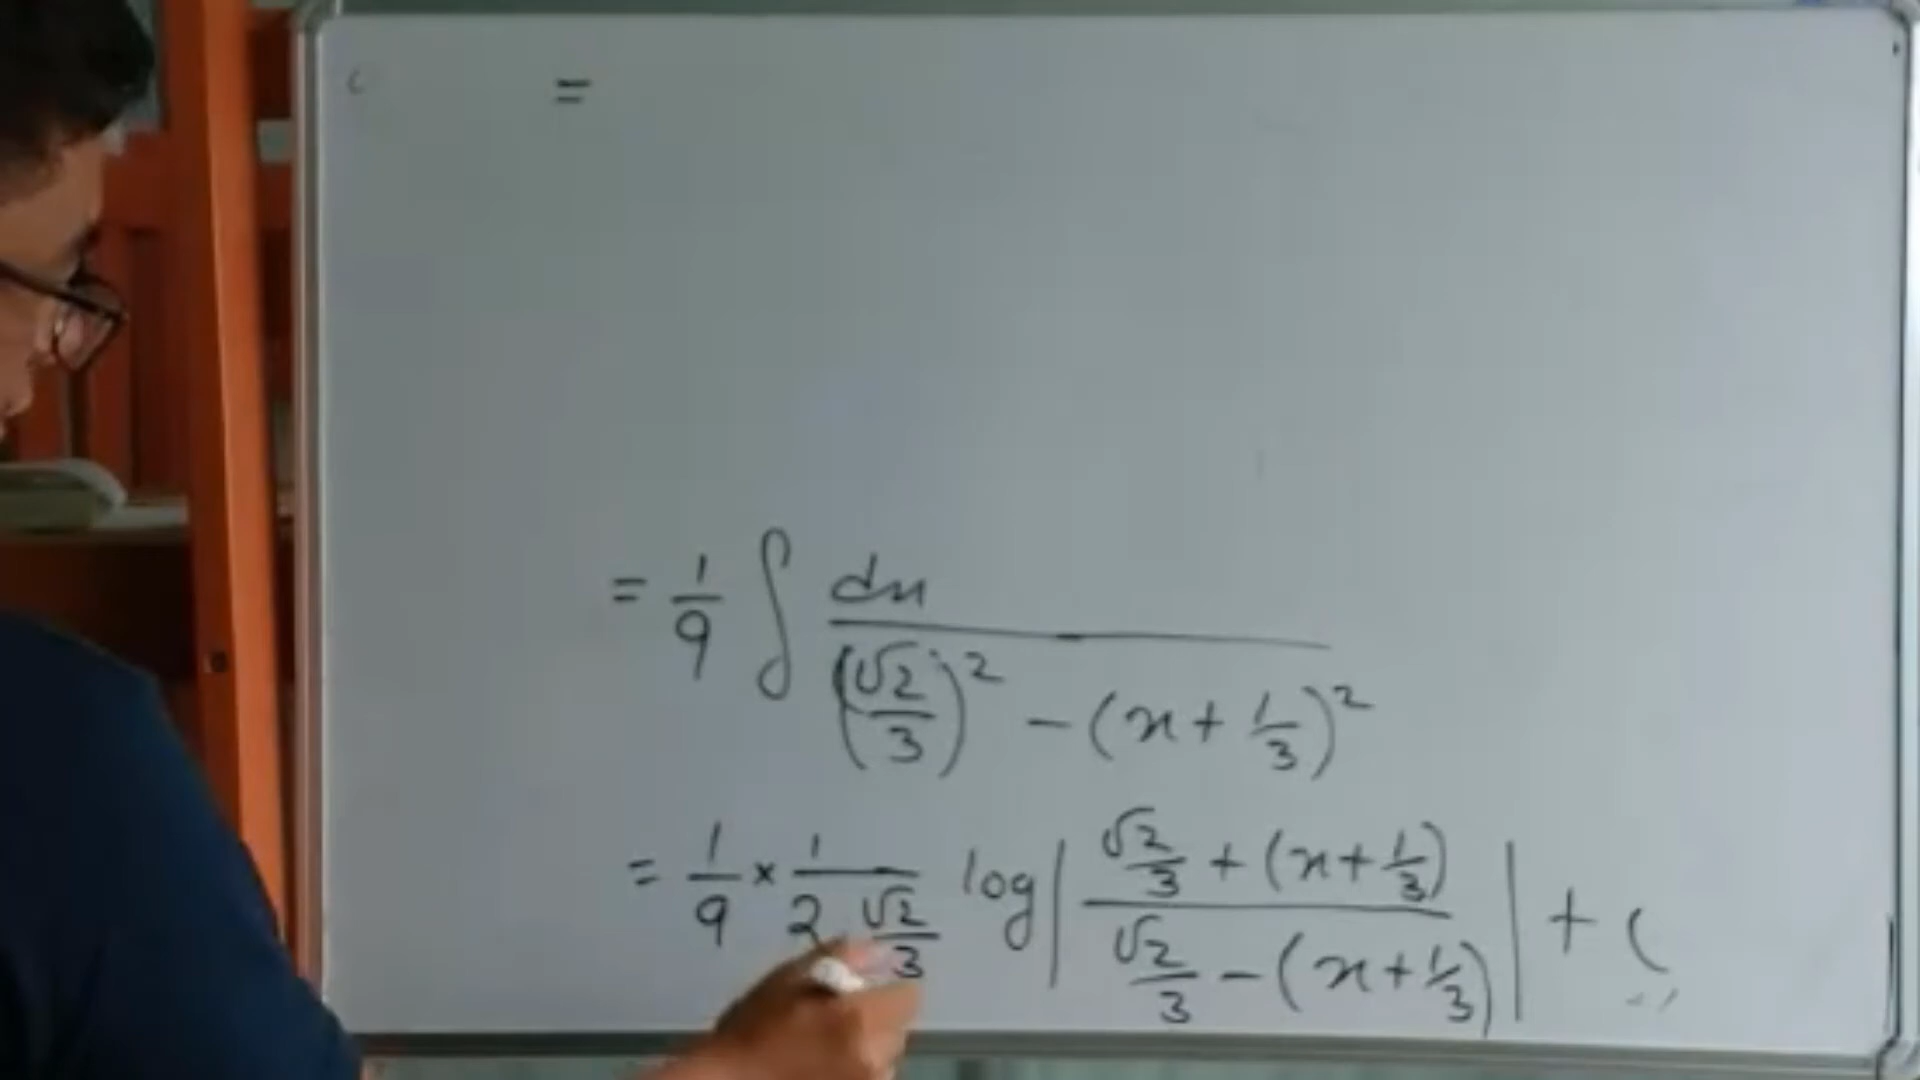 =
= 1/9 ∫ dx / ((√2/3)² - (x + 1/3)²)
= 1/9 × 1/(2 √2/3) log | (√2/3 + (x + 1/3)) / (√2/3 - (x + 1/3)) | + C